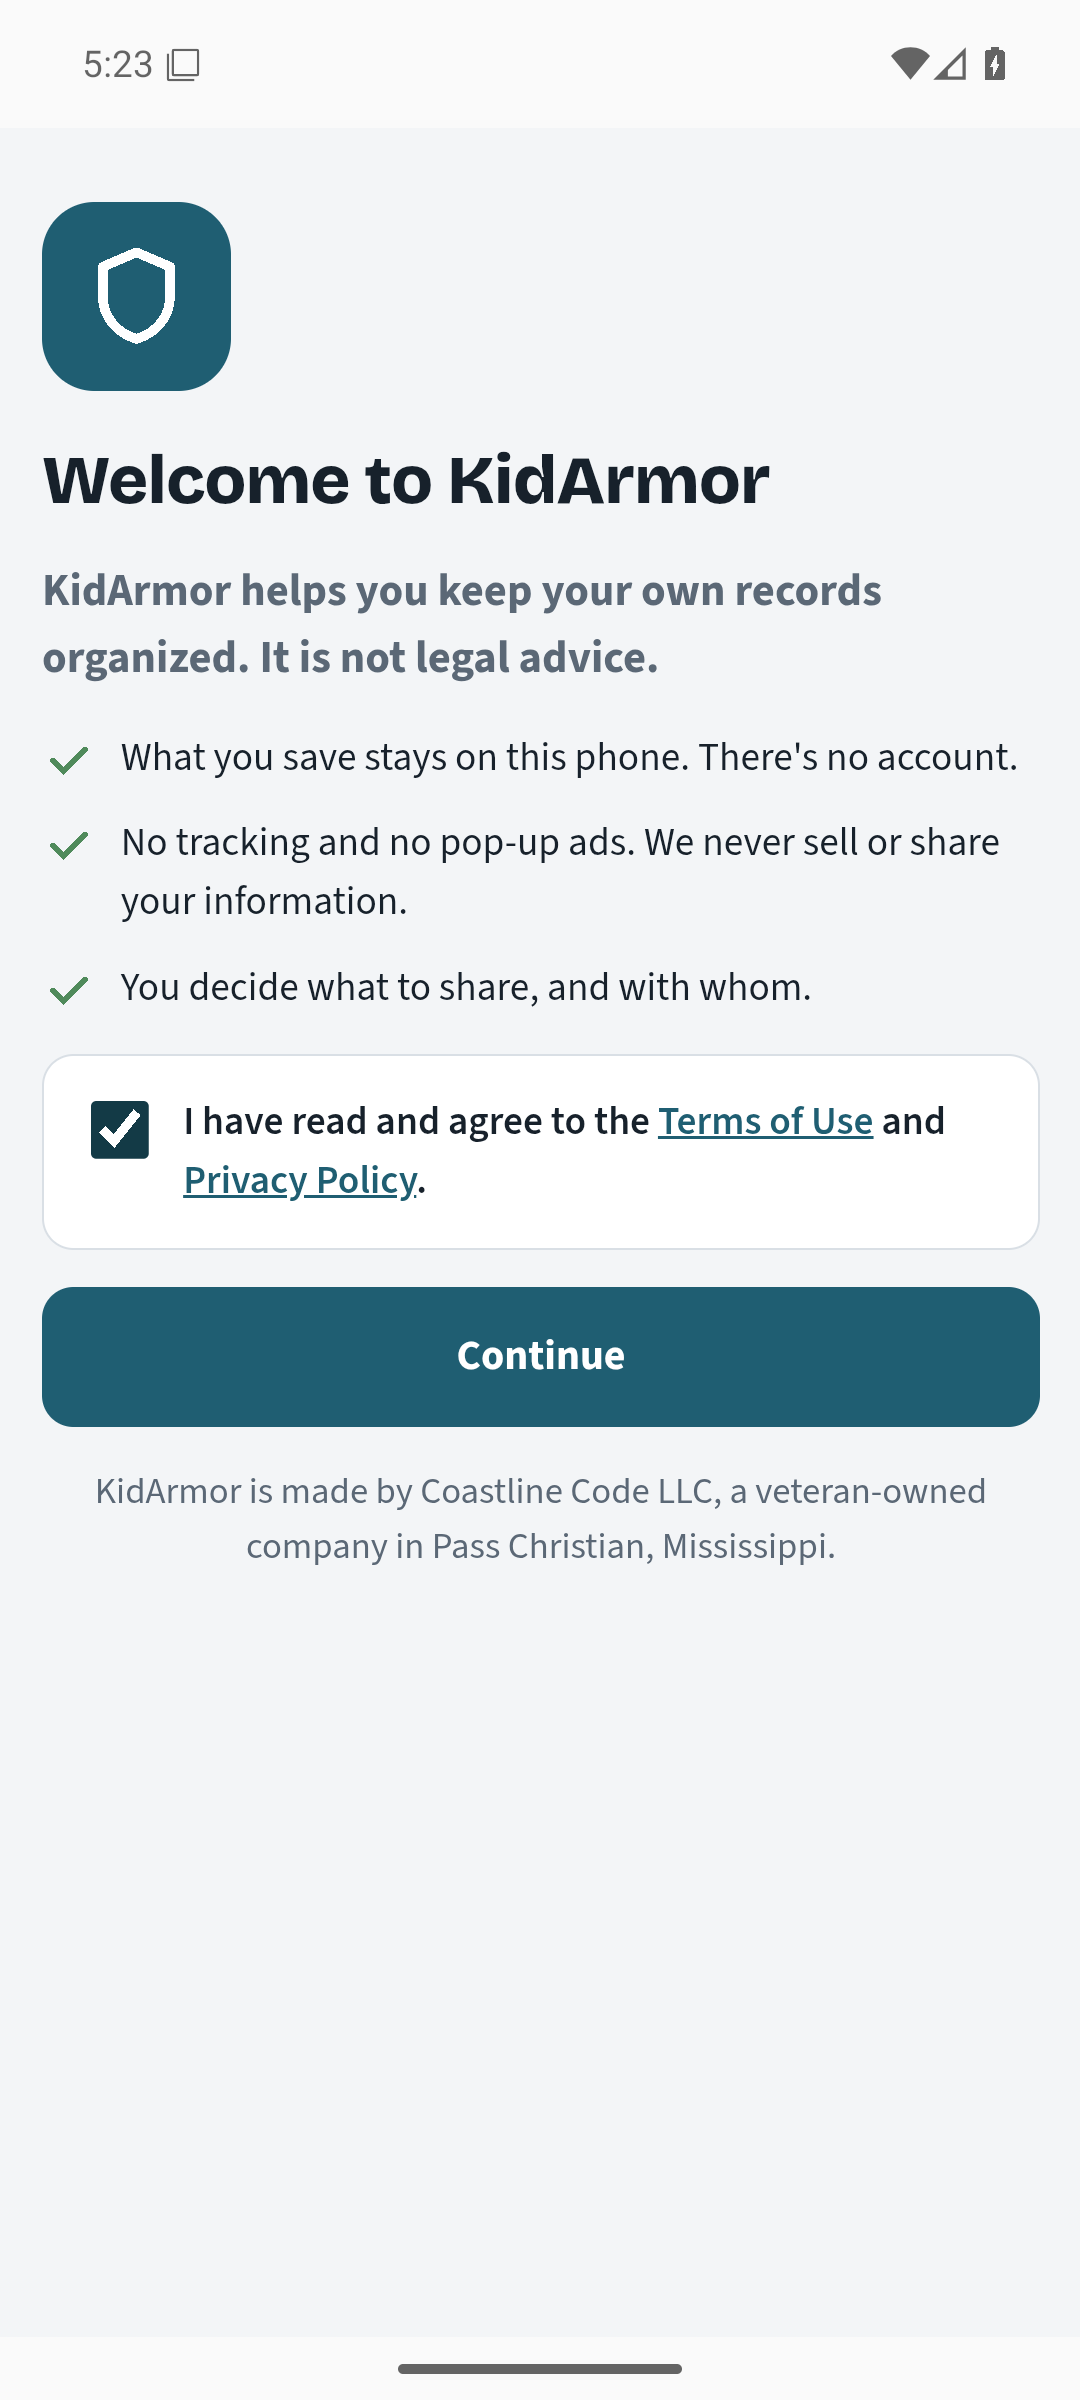 5:23
Welcome to KidArmor
KidArmor helps you keep your own records
organized. It is not legal advice.
What you save stays on this phone. There's no account.
No tracking and no pop-up ads. We never sell or share
your information.
You decide what to share, and with whom.
I have read and agree to the Terms of Use and
Privacy Policy.
Continue
KidArmor is made by Coastline Code LLC, a veteran-owned
company in Pass Christian, Mississippi.